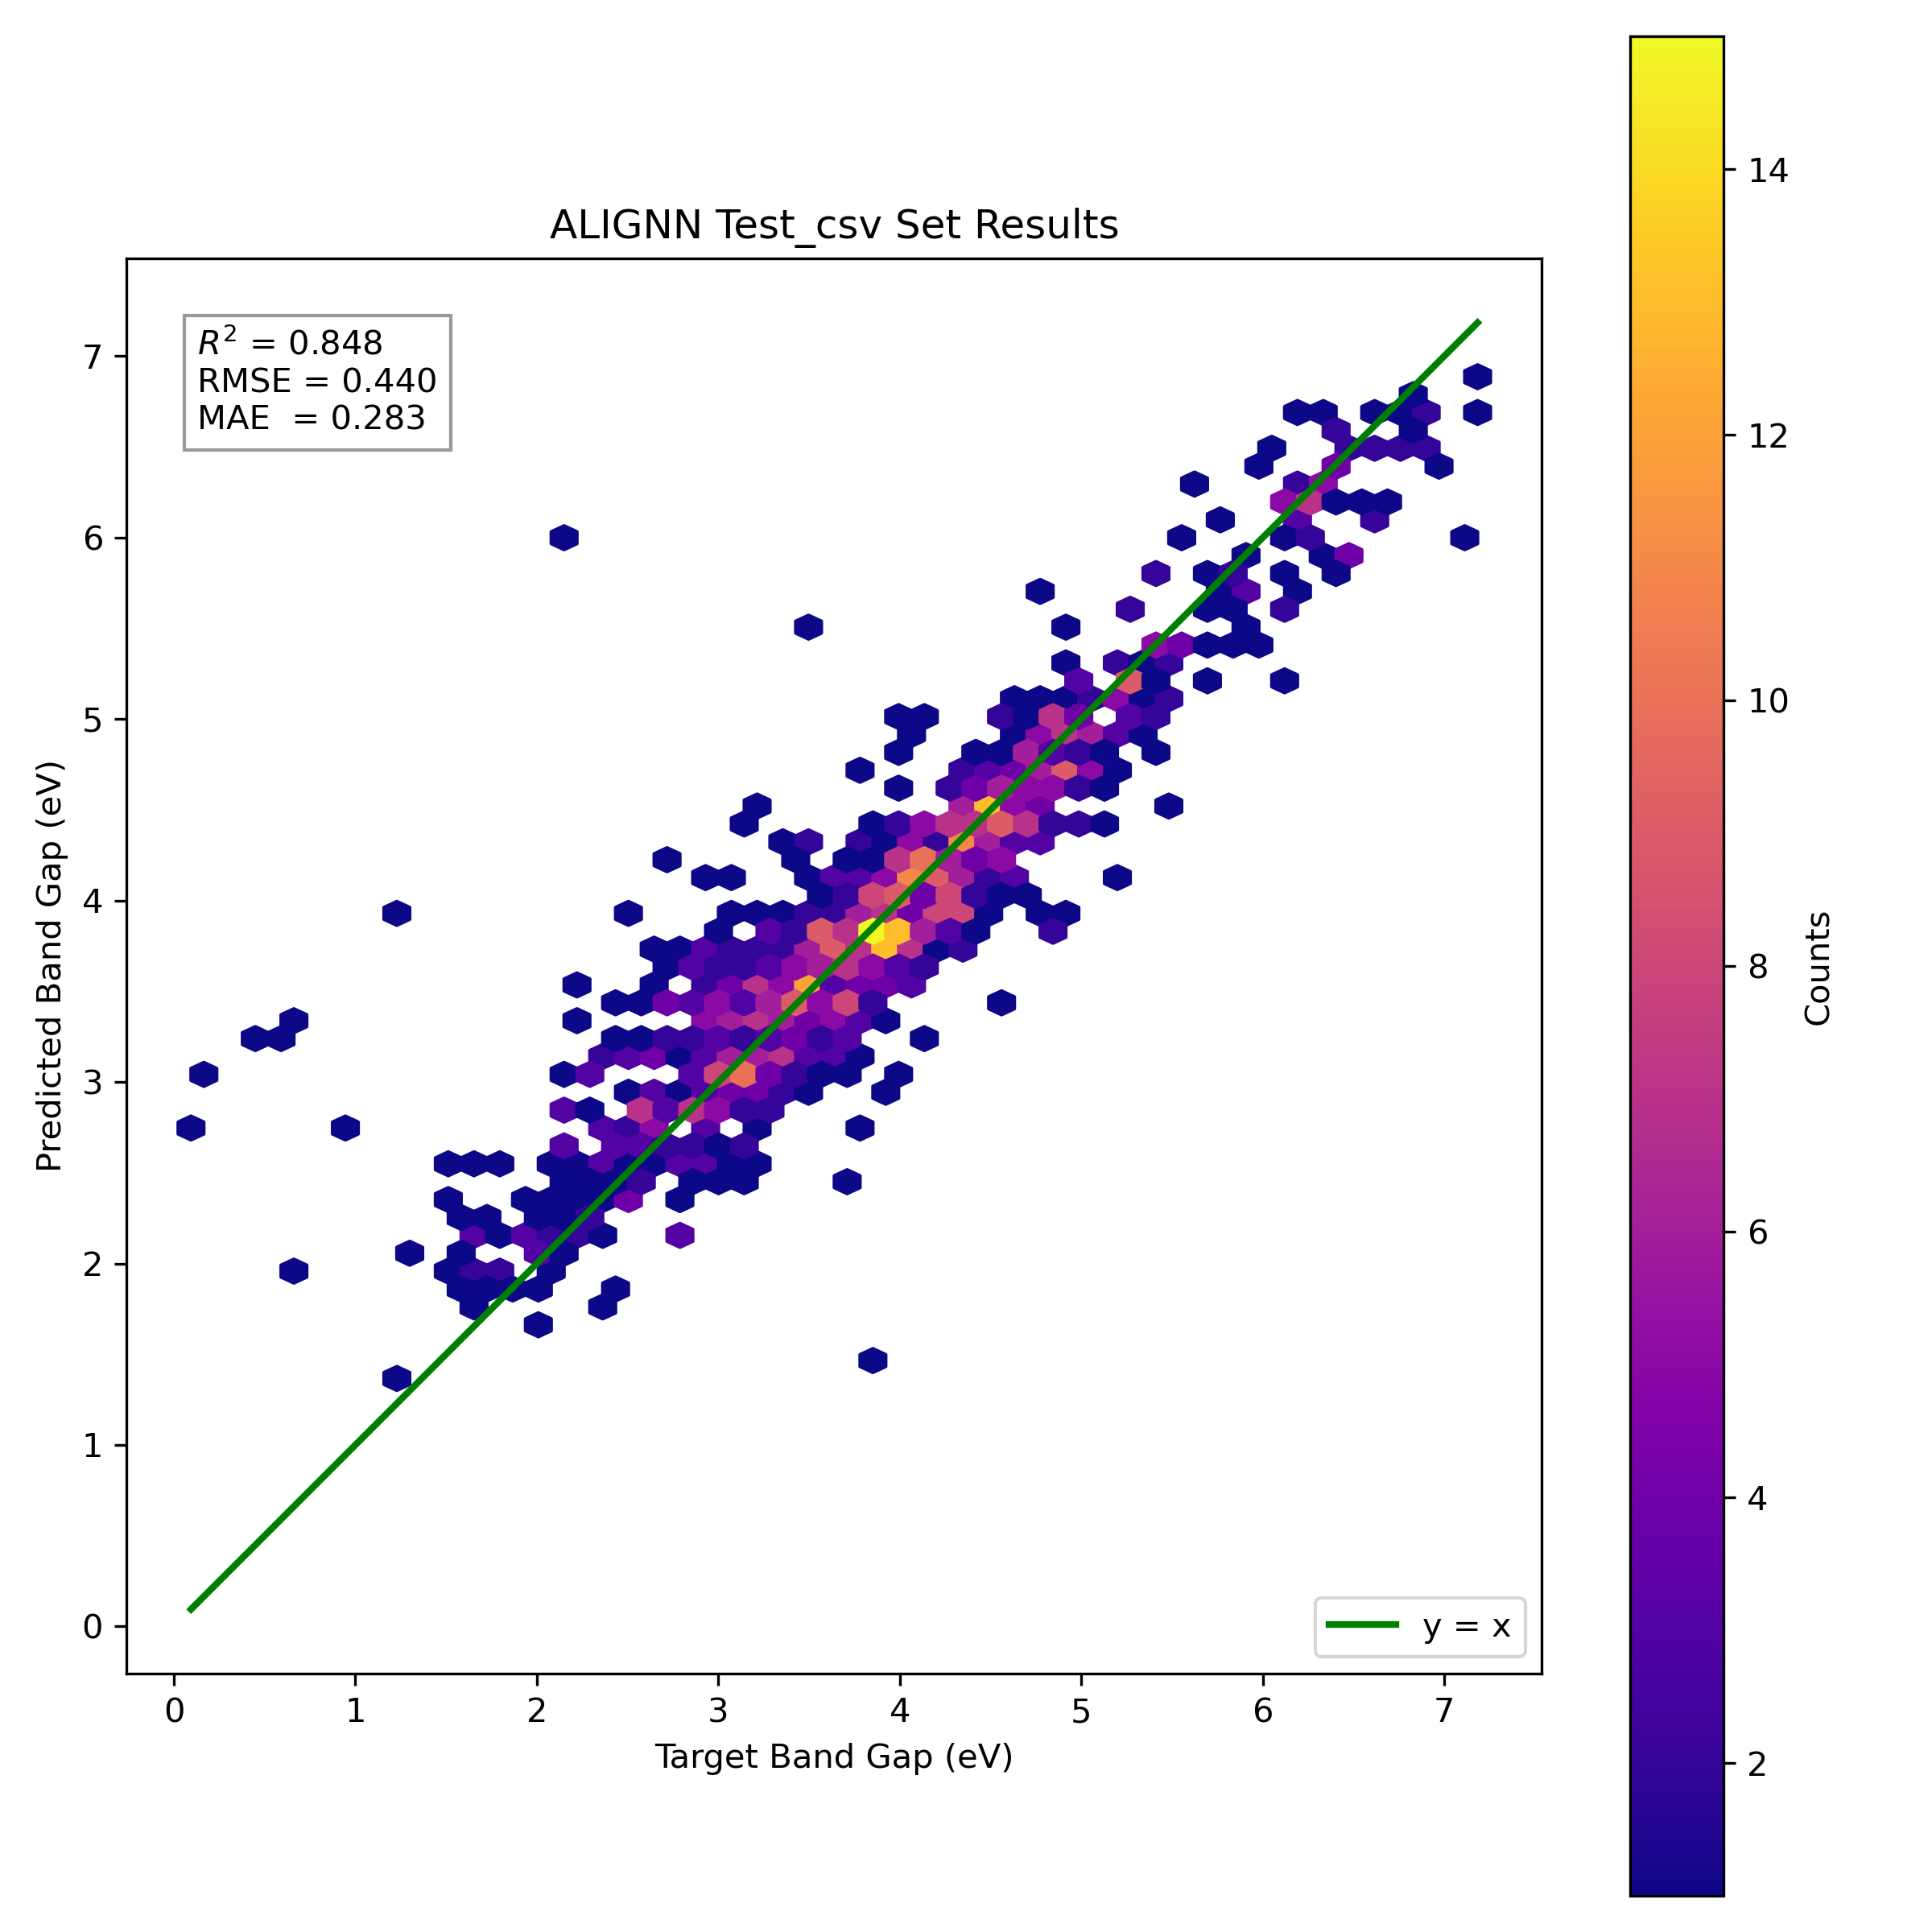 ALIGNN Test_csv Set Results
R² = 0.848
RMSE = 0.440
MAE = 0.283
Predicted Band Gap (eV)
7
6
5
4
3
2
1
0
0 1 2 3 4 5 6 7
Target Band Gap (eV)
y = x
14
12
10
8
6
4
2
Counts